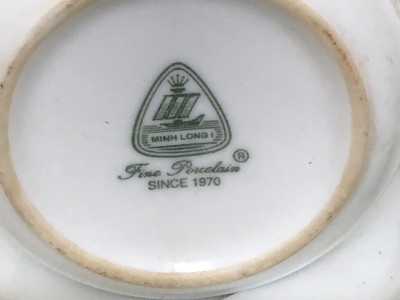 MINH LONG I
Fine Porcelain ®
SINCE 1970